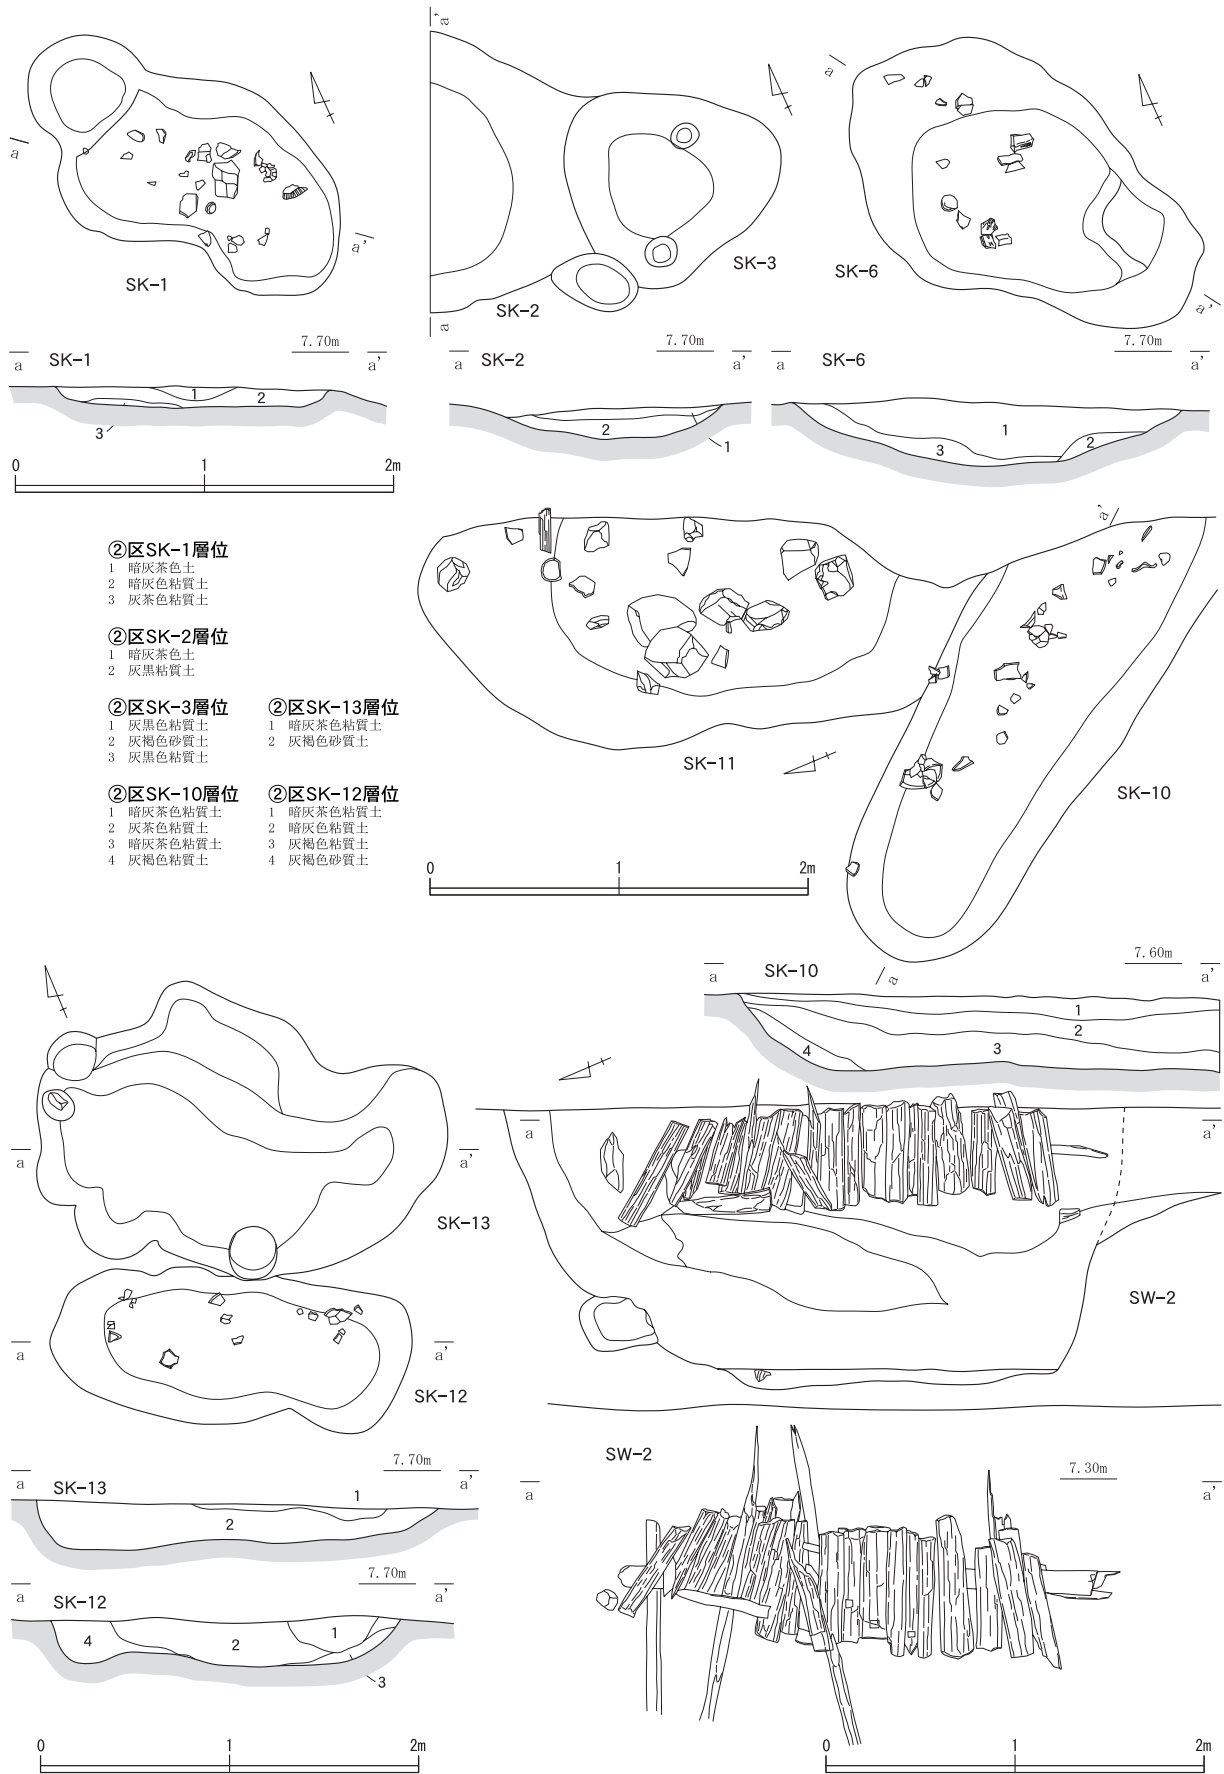 a'
a
SK-1
a'
a'
SK-2
a
SK-3
a
SK-6
a'
a
SK-1
7.70m
a'
1
2
3
a
SK-2
7.70m
a'
2
1
a
SK-6
7.70m
a'
1
2
3
0
1
2m
②区SK-1層位
1 暗灰茶色土
2 暗灰色粘質土
3 灰茶色粘質土
②区SK-2層位
1 暗灰茶色土
2 灰黒粘質土
②区SK-3層位
1 灰黒色粘質土
2 灰褐色砂質土
3 灰黒色粘質土
②区SK-13層位
1 暗灰茶色粘質土
2 灰褐色砂質土
②区SK-10層位
1 暗灰茶色粘質土
2 灰茶色粘質土
3 暗灰茶色粘質土
4 灰褐色粘質土
②区SK-12層位
1 暗灰茶色粘質土
2 暗灰色粘質土
3 灰褐色粘質土
4 灰褐色砂質土
SK-11
a'
SK-10
a
0
1
2m
a
SK-10
7.60m
a'
1
2
3
4
a
a'
SK-13
a
a'
SK-12
a
a'
SW-2
a
SK-13
7.70m
a'
1
2
a
SK-12
7.70m
a'
4
2
1
3
SW-2
a
7.30m
a'
0
1
2m
0
1
2m